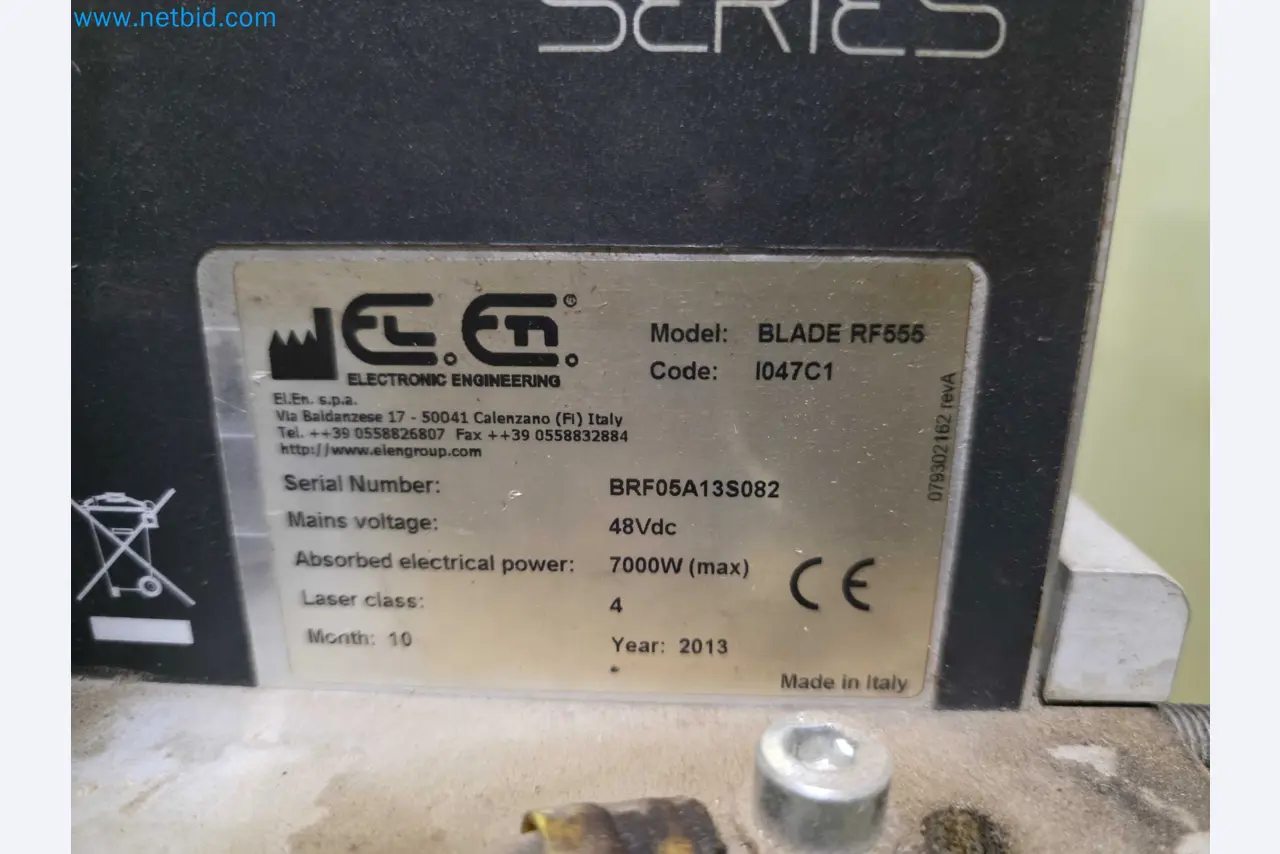 www.netbid.com
SERIES
El. En.®
ELECTRONIC ENGINEERING
El.En. s.p.a.
Via Baldanzese 17 - 50041 Calenzano (FI) Italy
Tel. ++39 0558826807 Fax ++39 0558832884
http://www.elengroup.com
Model: BLADE RF555
Code: I047C1
079302162 revA
Serial Number: BRF05A13S082
Mains voltage: 48Vdc
Absorbed electrical power: 7000W (max)
CE
Laser class: 4
Month: 10 Year: 2013
Made in Italy